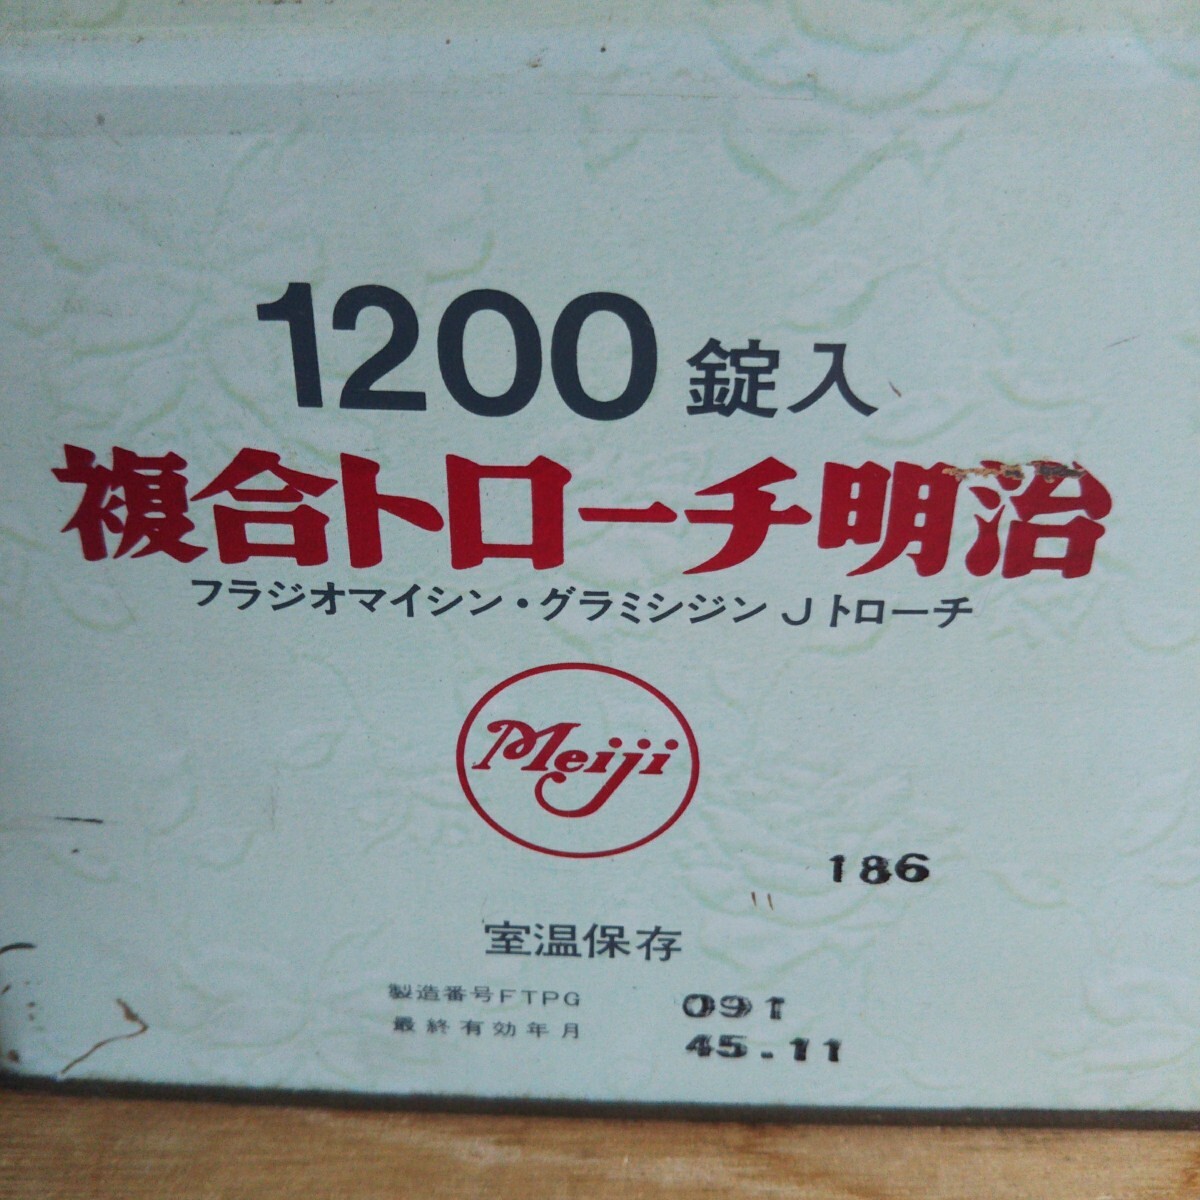 1200 錠入
複合トローチ明治
フラジオマイシン・グラミシジン J トローチ
Meiji
186
室温保存
製造番号FTPG 091
最終有効年月 45.11